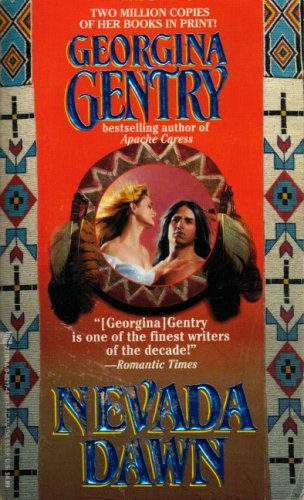 TWO MILLION COPIES
OF HER BOOKS IN PRINT!
GEORGINA
GENTRY
bestselling author of
Apache Caress
“[Georgina] Gentry
is one of the finest writers
of the decade!”
—Romantic Times
NEVADA
DAWN